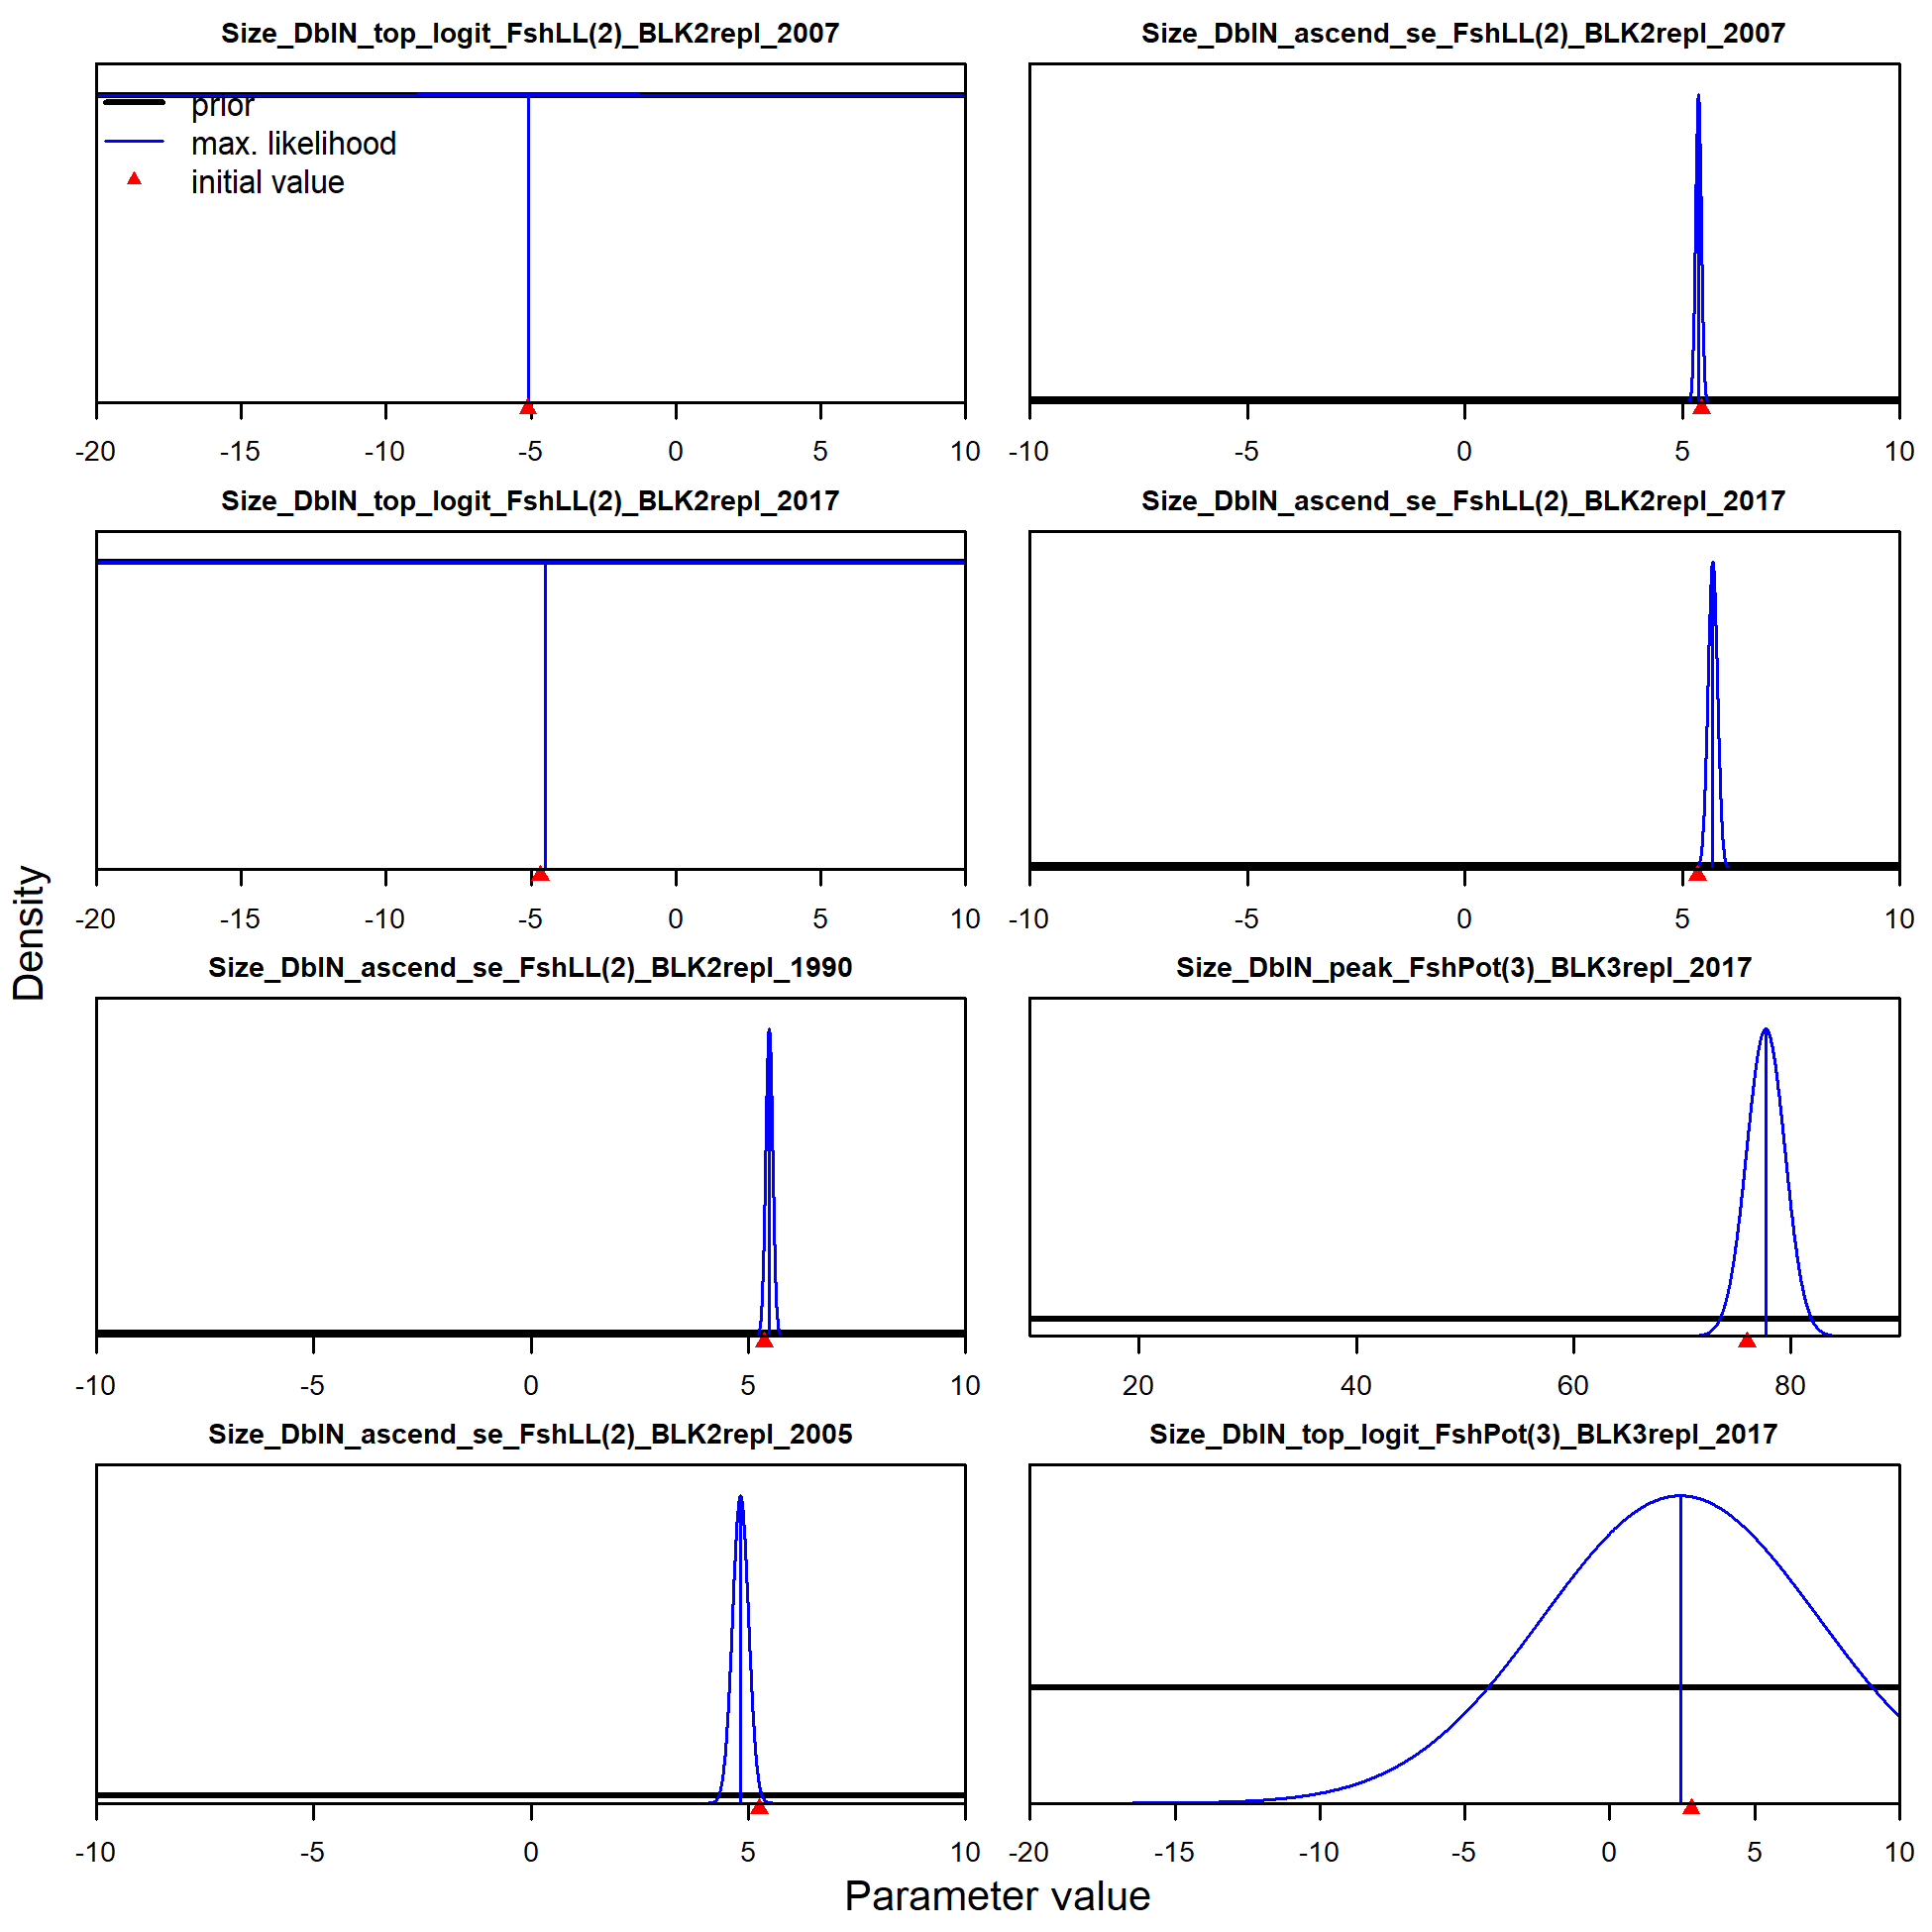 Size_DblN_top_logit_FshLL(2)_BLK2repl_2007
prior
max. likelihood
initial value
-20 -15 -10 -5 0 5 10
Size_DblN_ascend_se_FshLL(2)_BLK2repl_2007
-10 -5 0 5 10
Size_DblN_top_logit_FshLL(2)_BLK2repl_2017
-20 -15 -10 -5 0 5 10
Size_DblN_ascend_se_FshLL(2)_BLK2repl_2017
-10 -5 0 5 10
Size_DblN_ascend_se_FshLL(2)_BLK2repl_1990
-10 -5 0 5 10
Size_DblN_peak_FshPot(3)_BLK3repl_2017
20 40 60 80
Size_DblN_ascend_se_FshLL(2)_BLK2repl_2005
-10 -5 0 5 10
Size_DblN_top_logit_FshPot(3)_BLK3repl_2017
-20 -15 -10 -5 0 5 10
Density
Parameter value